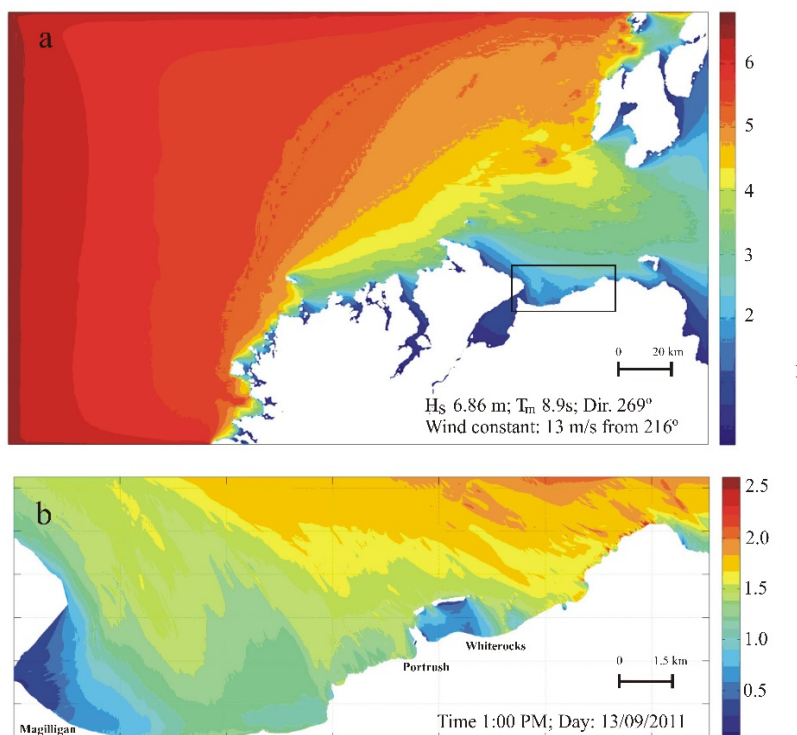 a
6
5
4
3
2
0 20 km
HS 6.86 m; Tm 8.9s; Dir. 269º
Wind constant: 13 m/s from 216º
b
2.5
2.0
1.5
1.0
0.5
Whiterocks
Portrush
0 1.5 km
Magilligan
Time 1:00 PM; Day: 13/09/2011